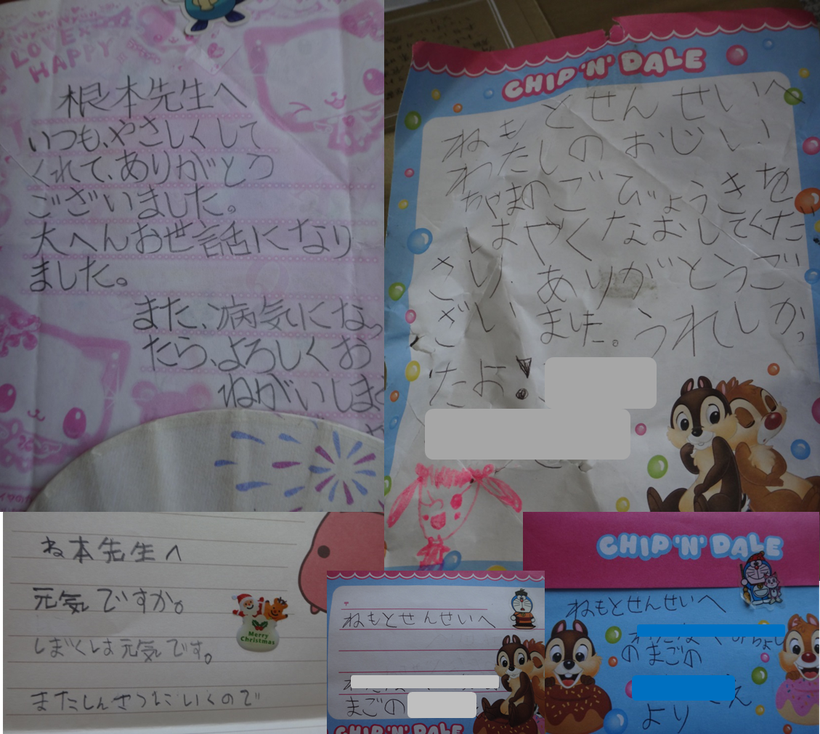 LOVE
HAPPY
根本先生へ
いつも、やさしくして
くれて、ありがとう
ございました。
大へんお世話になり
ました。
また、病気になっ
たら、よろしくお
ねがいしま
CHIP 'N' DALE
ねもとせんせいへ
わたしのおじい
ちゃまのごびょうきを
はやくなおしてくだ
さい、ありがとうご
ざいました。うれしかっ
たよ!
ね本先生へ
元気ですか。
しばくは元気です。
Merry
Christmas
またしんさつにいくので
ねもとせんせいへ
まごの
CHIP 'N' DALE
CHIP 'N' DALE
ねもとせんせいへ
のまごの
より